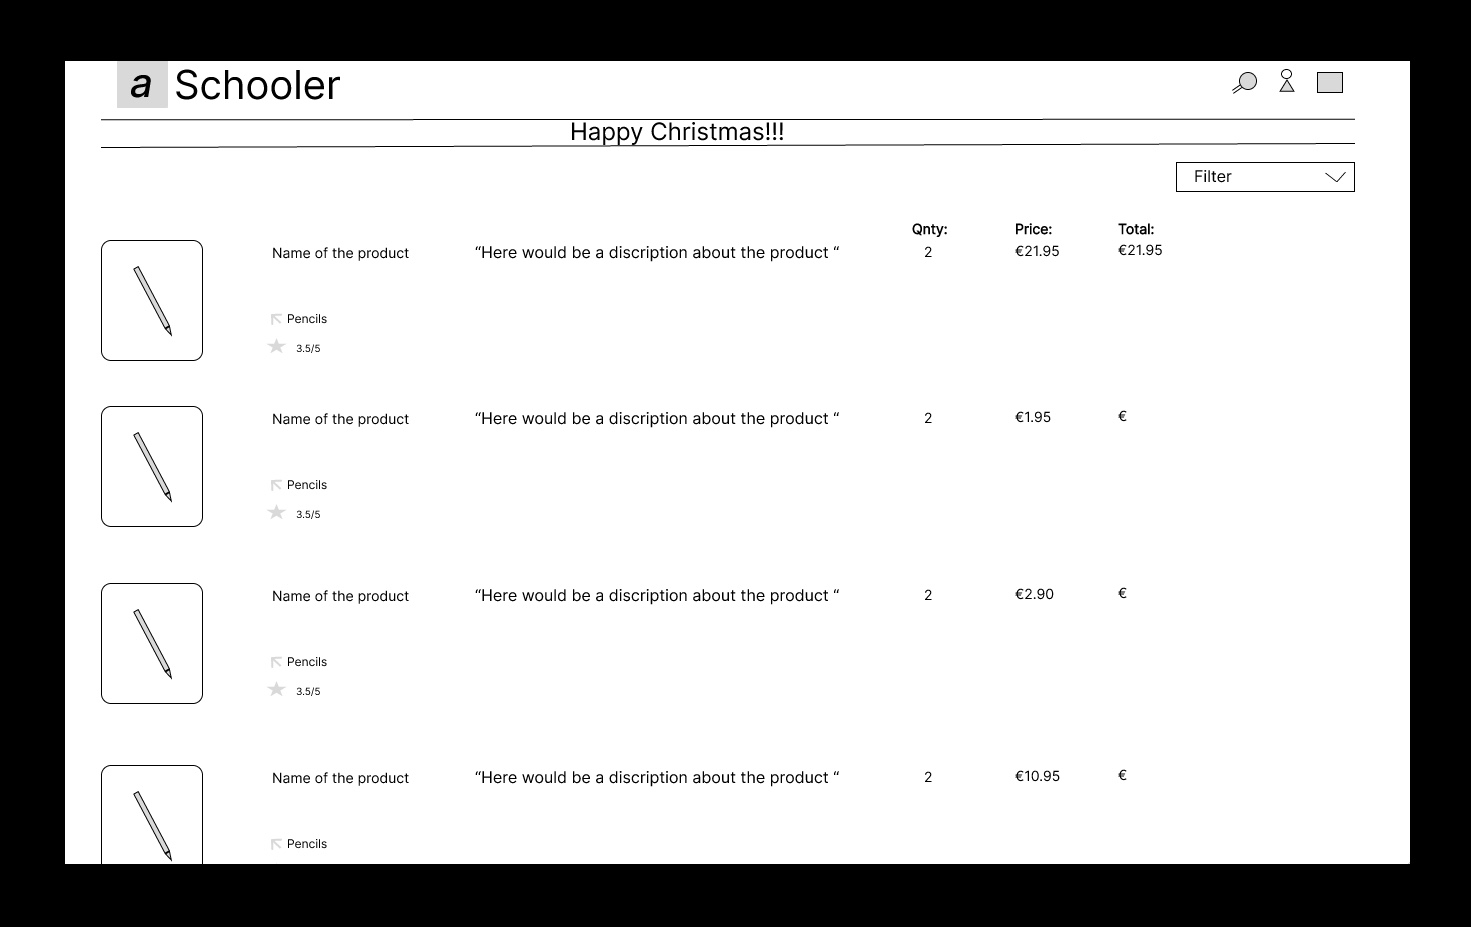 a Schooler
Happy Christmas!!!
Filter
Qnty: Price: Total:
Name of the product “Here would be a discription about the product “ 2 €21.95 €21.95
Pencils
3.5/5
Name of the product “Here would be a discription about the product “ 2 €1.95 €
Pencils
3.5/5
Name of the product “Here would be a discription about the product “ 2 €2.90 €
Pencils
3.5/5
Name of the product “Here would be a discription about the product “ 2 €10.95 €
Pencils